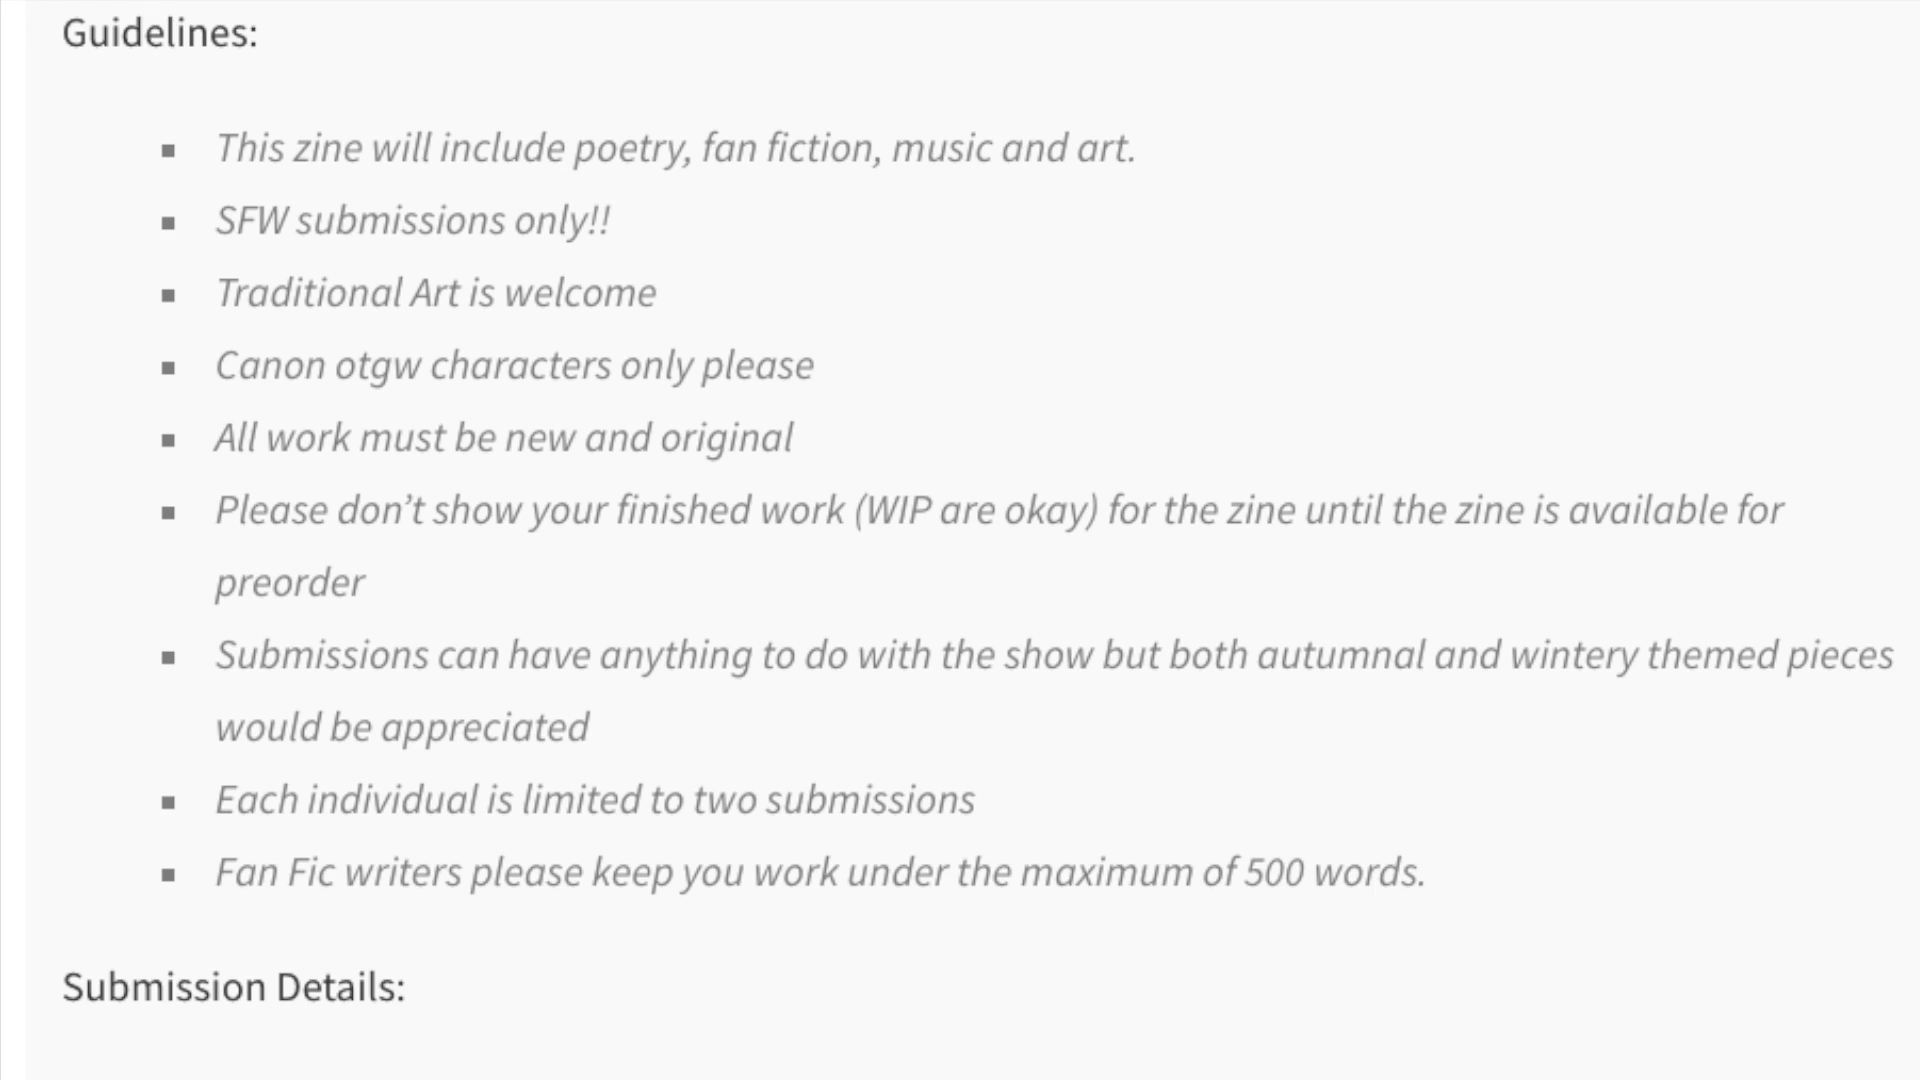 Guidelines:
▪ This zine will include poetry, fan fiction, music and art.
▪ SFW submissions only!!
▪ Traditional Art is welcome
▪ Canon otgw characters only please
▪ All work must be new and original
▪ Please don’t show your finished work (WIP are okay) for the zine until the zine is available for
preorder
▪ Submissions can have anything to do with the show but both autumnal and wintery themed pieces
would be appreciated
▪ Each individual is limited to two submissions
▪ Fan Fic writers please keep you work under the maximum of 500 words.
Submission Details: